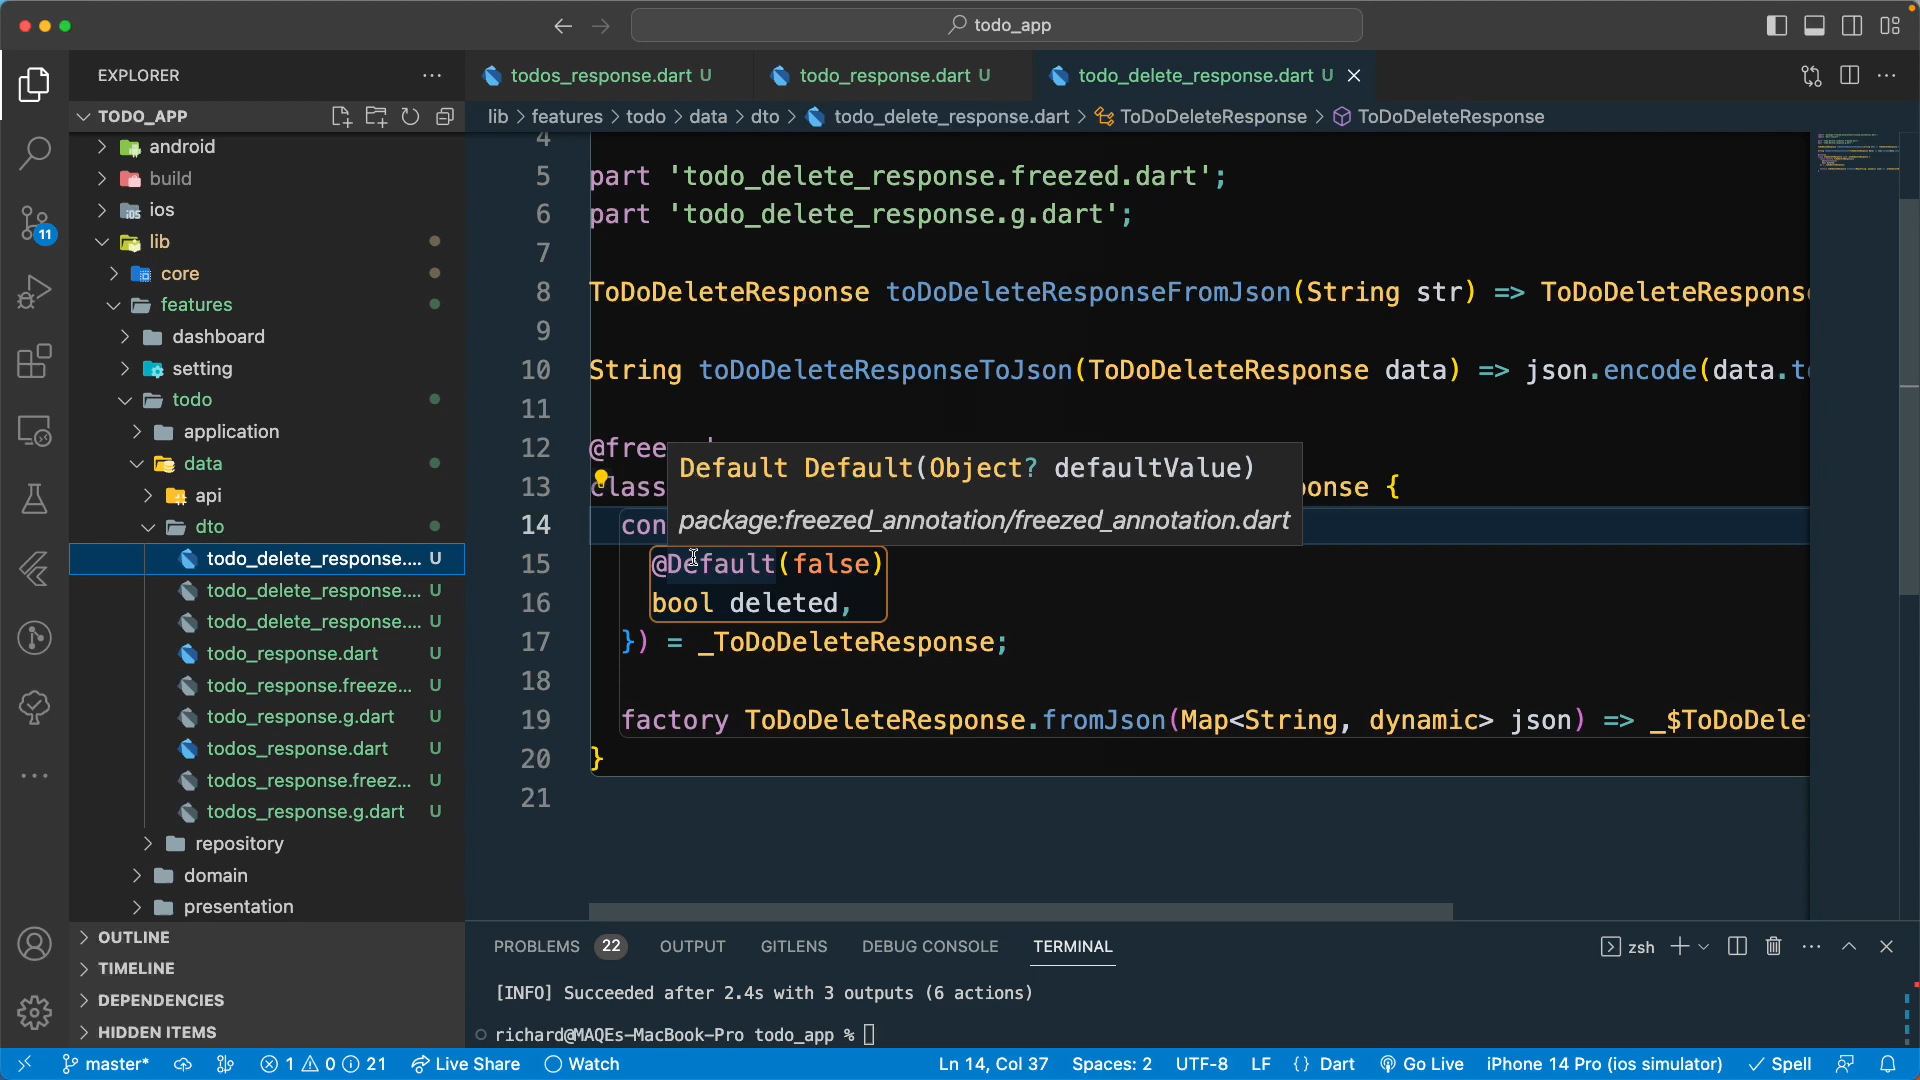 todo_app
EXPLORER
todos_response.dart U
todo_response.dart U
todo_delete_response.dart U
TODO_APP
lib > features > todo > data > dto > todo_delete_response.dart > ToDoDeleteResponse > ToDoDeleteResponse
android
build
ios
lib
core
features
dashboard
setting
todo
application
data
api
dto
todo_delete_response.... U
todo_delete_response.... U
todo_delete_response.... U
todo_response.dart U
todo_response.freeze... U
todo_response.g.dart U
todos_response.dart U
todos_response.freez... U
todos_response.g.dart U
repository
domain
presentation
OUTLINE
TIMELINE
DEPENDENCIES
HIDDEN ITEMS
4
5 part 'todo_delete_response.freezed.dart';
6 part 'todo_delete_response.g.dart';
7
8 ToDoDeleteResponse toDoDeleteResponseFromJson(String str) => ToDoDeleteRespons
9
10 String toDoDeleteResponseToJson(ToDoDeleteResponse data) => json.encode(data.t
11
12 @free
Default Default(Object? defaultValue)
13 class onse {
package:freezed_annotation/freezed_annotation.dart
14 con
15 @Default(false)
16 bool deleted,
17 }) = _ToDoDeleteResponse;
18
19 factory ToDoDeleteResponse.fromJson(Map<String, dynamic> json) => _$ToDoDele
20 }
21
PROBLEMS 22 OUTPUT GITLENS DEBUG CONSOLE TERMINAL zsh
[INFO] Succeeded after 2.4s with 3 outputs (6 actions)
richard@MAQEs-MacBook-Pro todo_app %
11
master* 1 0 21 Live Share Watch Ln 14, Col 37 Spaces: 2 UTF-8 LF {} Dart Go Live iPhone 14 Pro (ios simulator) Spell